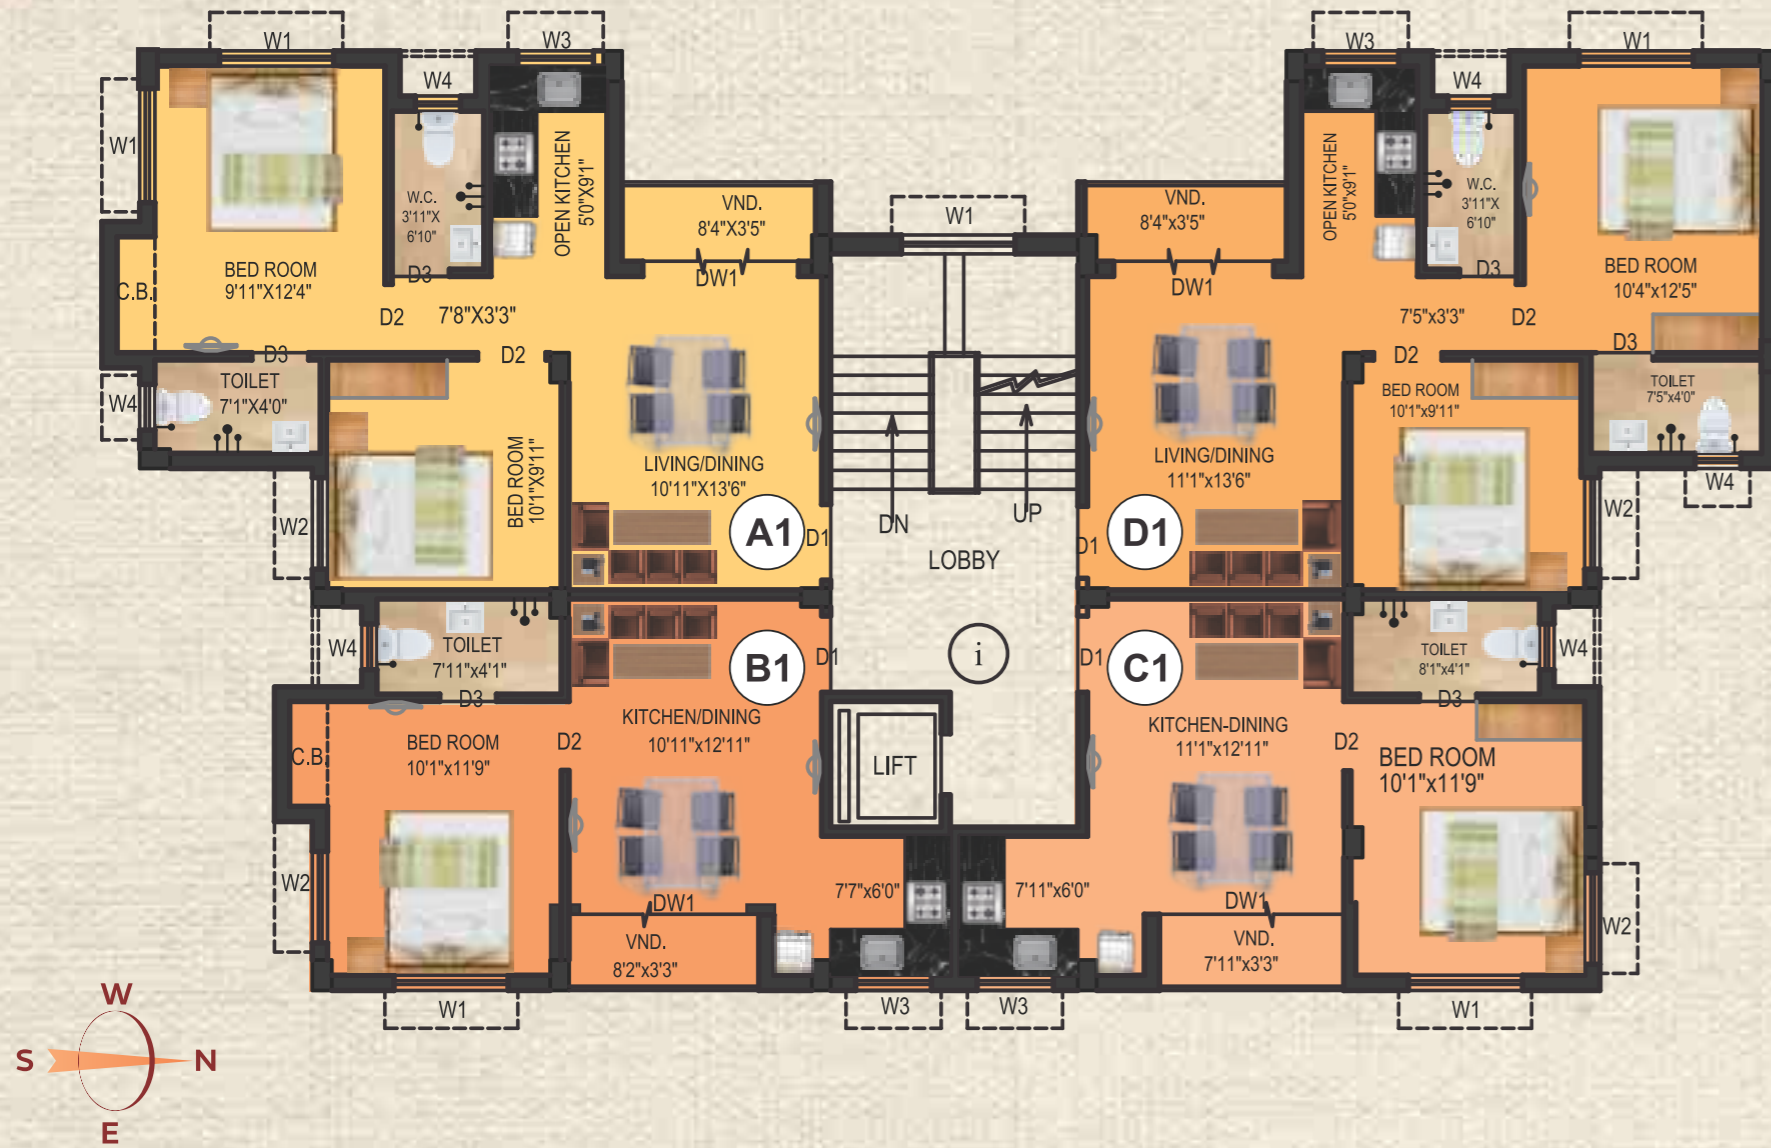 W1
W3
W4
W1
OPEN KITCHEN
5'0"X9'1"
W.C.
3'11"X
6'10"
D3
VND.
8'4"X3'5"
DW1
BED ROOM
9'11"X12'4"
C.B.
D2
7'8"X3'3"
D3
D2
TOILET
7'1"X4'0"
W4
BED ROOM
10'1"X9'11"
W2
LIVING/DINING
10'11"X13'6"
A1
D1
W1
DN
UP
LOBBY
i
LIFT
W3
W4
W1
OPEN KITCHEN
5'0"x9'1"
W.C.
3'11"X
6'10"
D3
VND.
8'4"x3'5"
DW1
BED ROOM
10'4"x12'5"
7'5"x3'3"
D2
D2
D3
BED ROOM
10'1"x9'11"
TOILET
7'5"x4'0"
W4
W2
LIVING/DINING
11'1"x13'6"
D1
D1
W4
TOILET
7'11"x4'1"
D3
B1
D1
KITCHEN/DINING
10'11"x12'11"
BED ROOM
10'1"x11'9"
D2
C.B.
W2
DW1
VND.
8'2"x3'3"
7'7"x6'0"
W1
W3
D1
C1
TOILET
8'1"x4'1"
W4
D3
KITCHEN-DINING
11'1"x12'11"
D2
BED ROOM
10'1"x11'9"
7'11"x6'0"
DW1
VND.
7'11"x3'3"
W2
W3
W1
W
S
N
E